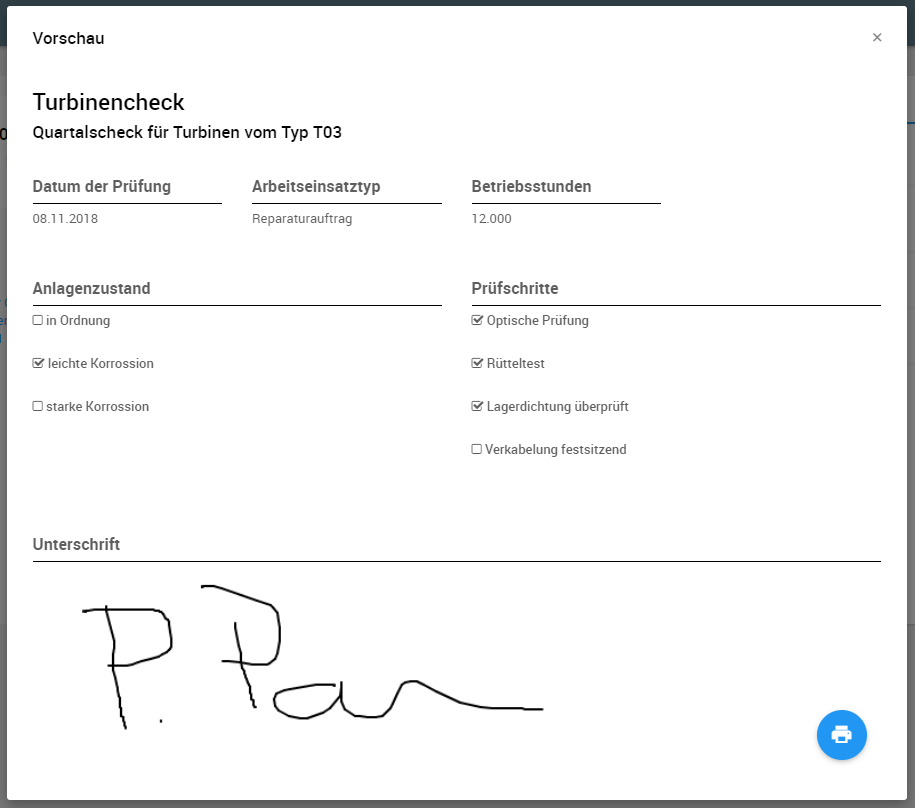 Vorschau ×
Turbinencheck
Quartalscheck für Turbinen vom Typ T03
Datum der Prüfung Arbeitseinsatztyp Betriebsstunden
08.11.2018 Reparaturauftrag 12.000
Anlagenzustand Prüfschritte
in Ordnung Optische Prüfung
leichte Korrossion Rütteltest
starke Korrossion Lagerdichtung überprüft
Verkabelung festsitzend
Unterschrift
P. Pan